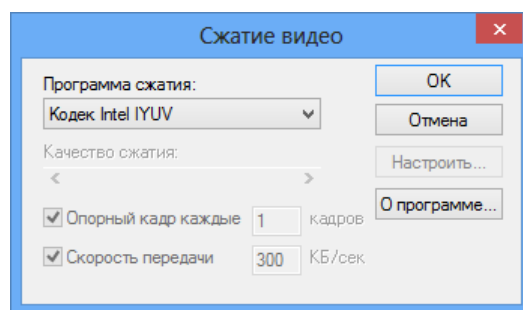 Сжатие видео
Программа сжатия:
Кодек Intel IYUV
Качество сжатия:
Опорный кадр каждые 1 кадров
Скорость передачи 300 КБ/сек
OK
Отмена
Настроить...
О программе...